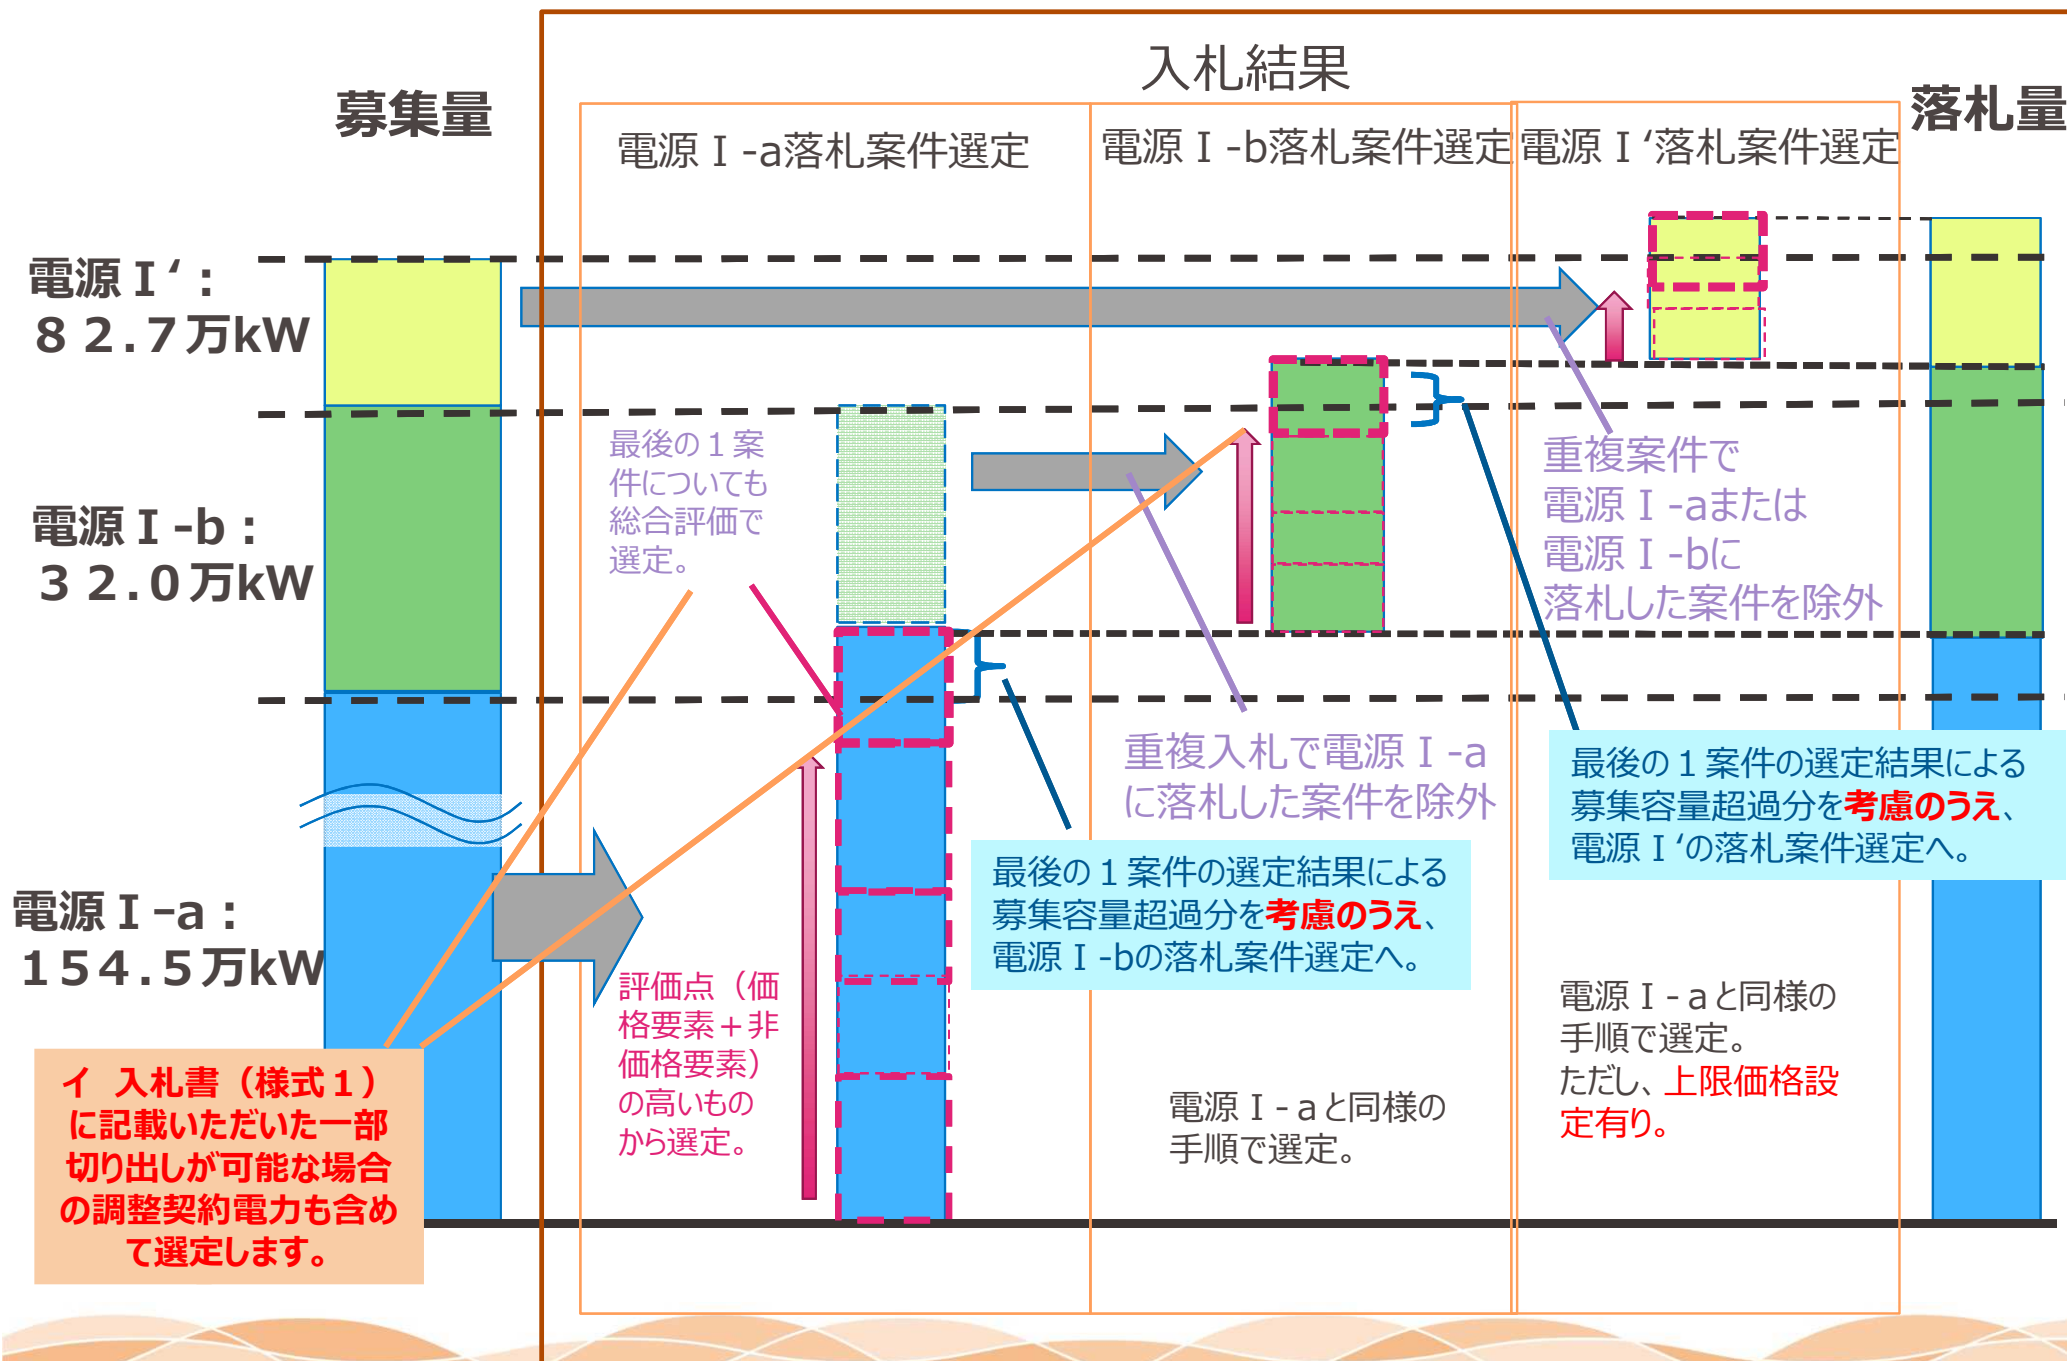 入札結果
募集量
落札量
電源Ⅰ-a落札案件選定
電源Ⅰ-b落札案件選定
電源Ⅰ‘落札案件選定
電源Ⅰ‘：
８２.７万kW
電源Ⅰ-b：
３２.０万kW
電源Ⅰ-a：
１５４.５万kW
最後の１案
件についても
総合評価で
選定。
重複案件で
電源Ⅰ-aまたは
電源Ⅰ-bに
落札した案件を除外
重複入札で電源Ⅰ-a
に落札した案件を除外
最後の１案件の選定結果による
募集容量超過分を考慮のうえ、
電源Ⅰ‘の落札案件選定へ。
最後の１案件の選定結果による
募集容量超過分を考慮のうえ、
電源Ⅰ-bの落札案件選定へ。
評価点（価
格要素＋非
価格要素）
の高いもの
から選定。
電源Ⅰ-ａと同様の
手順で選定。
電源Ⅰ-ａと同様の
手順で選定。
ただし、上限価格設
定有り。
イ 入札書（様式１）
に記載いただいた一部
切り出しが可能な場合
の調整契約電力も含め
て選定します。